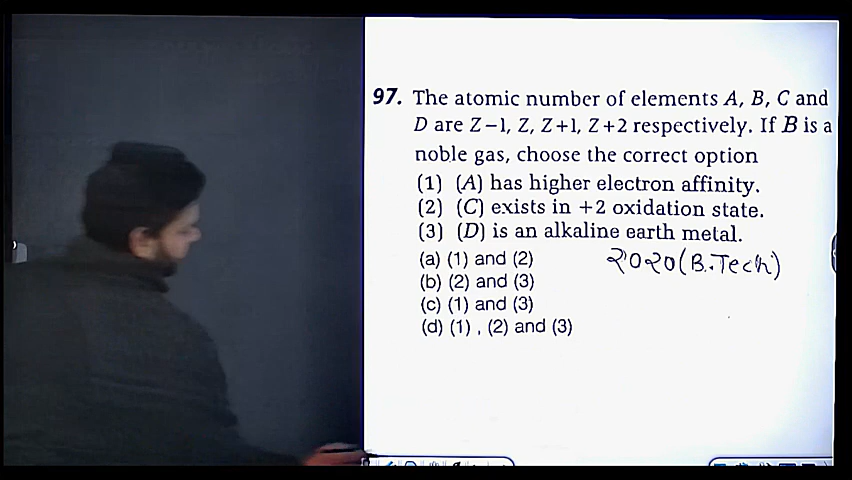 97. The atomic number of elements A, B, C and
D are Z−1, Z, Z+1, Z+2 respectively. If B is a
noble gas, choose the correct option
(1) (A) has higher electron affinity.
(2) (C) exists in +2 oxidation state.
(3) (D) is an alkaline earth metal.
(a) (1) and (2)
२०२०(B.Tech)
(b) (2) and (3)
(c) (1) and (3)
(d) (1) , (2) and (3)